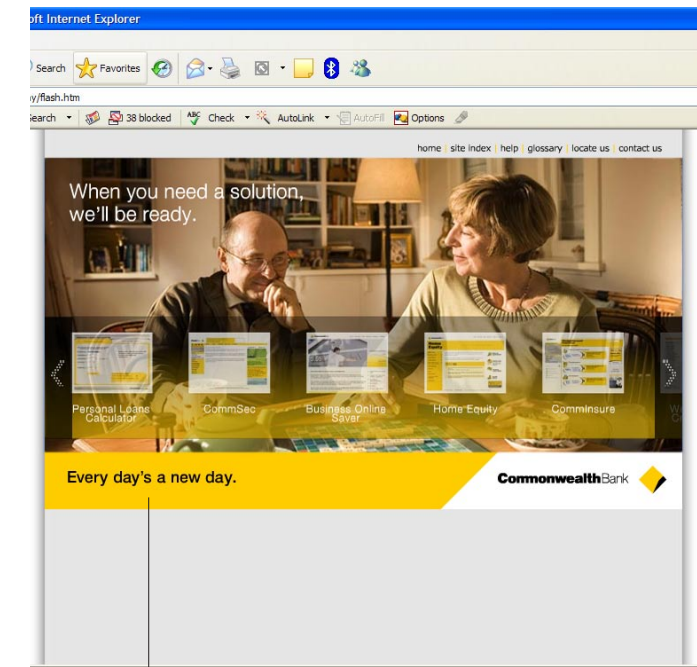 oft Internet Explorer
Search Favorites
y/flash.htm
Search 38 blocked ABC Check AutoLink AutoFill Options
home | site index | help | glossary | locate us | contact us
When you need a solution,
we'll be ready.
Personal Loans CommSec Business Online Home Equity CommInsure
Calculator Saver
Every day's a new day. CommonwealthBank